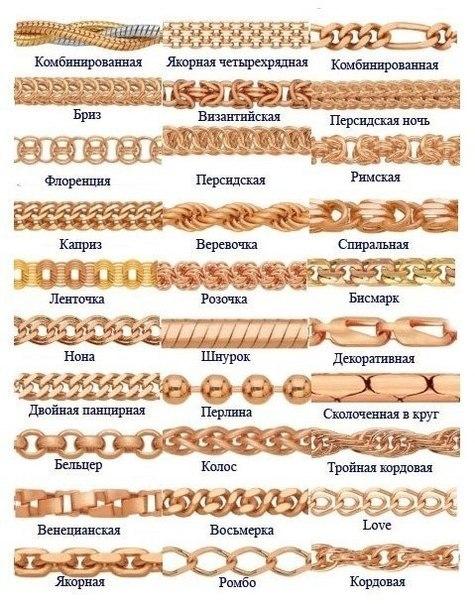 Комбинированная
Якорная четырехрядная
Комбинированная
Бриз
Византийская
Персидская ночь
Флоренция
Персидская
Римская
Каприз
Веревочка
Спиральная
Ленточка
Розочка
Бисмарк
Нона
Шнурок
Декоративная
Двойная панцирная
Перлина
Сколоченная в круг
Бельцер
Колос
Тройная кордовая
Венецианская
Восьмерка
Love
Якорная
Ромбо
Кордовая